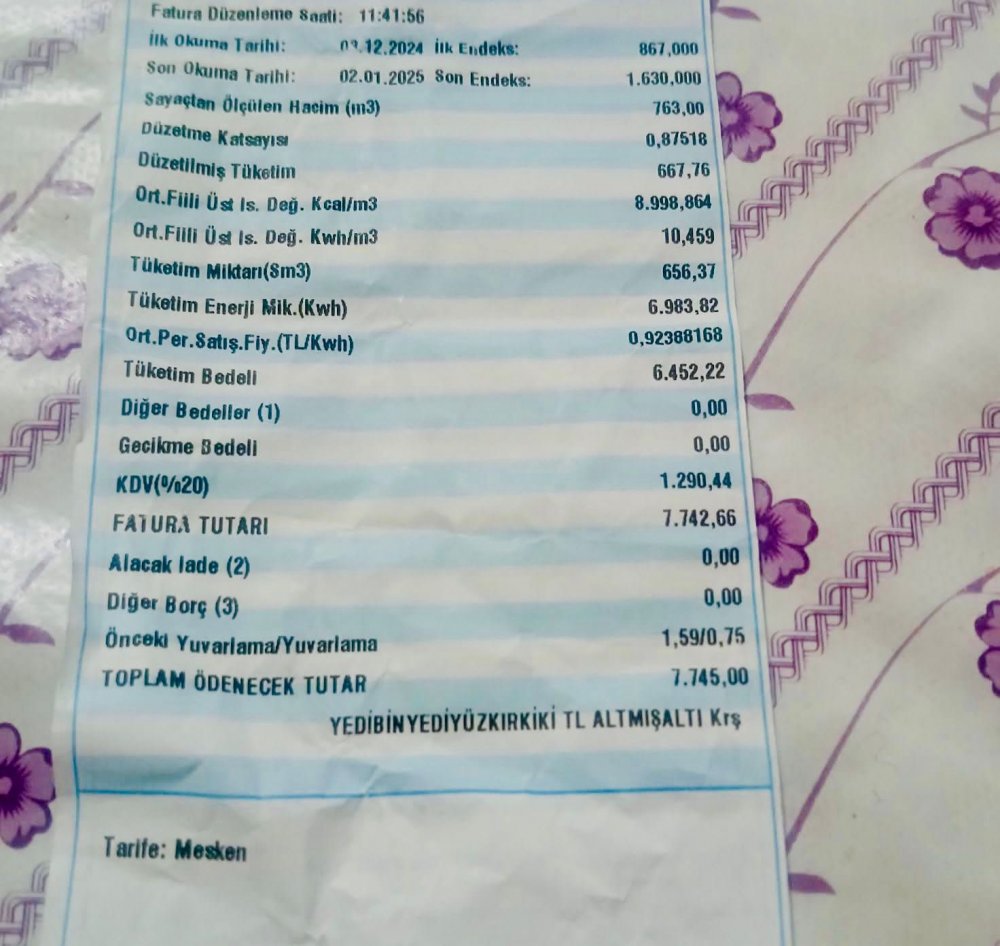 Fatura Düzenleme Saati: 11:41:56
İlk Okuma Tarihi: 03.12.2024 İlk Endeks: 867,000
Son Okuma Tarihi: 02.01.2025 Son Endeks: 1.630,000
Sayaçtan Ölçülen Hacim (m3) 763,00
Düzetme Katsayısı 0,87518
Düzetilmiş Tüketim 667,76
Ort.Fiili Üst Is. Değ. Kcal/m3 8.998,864
Ort.Fiili Üst Is. Değ. Kwh/m3 10,459
Tüketim Miktarı(Sm3) 656,37
Tüketim Enerji Mik.(Kwh) 6.983,82
Ort.Per.Satış.Fiy.(TL/Kwh) 0,92388168
Tüketim Bedeli 6.452,22
Diğer Bedeller (1) 0,00
Gecikme Bedeli 0,00
KDV(%20) 1.290,44
FATURA TUTARI 7.742,66
Alacak Iade (2) 0,00
Diğer Borç (3) 0,00
Önceki Yuvarlama/Yuvarlama 1,59/0,75
TOPLAM ÖDENECEK TUTAR 7.745,00
YEDİBİNYEDİYÜZKIRKİKİ TL ALTMIŞALTI Krş
Tarife: Mesken